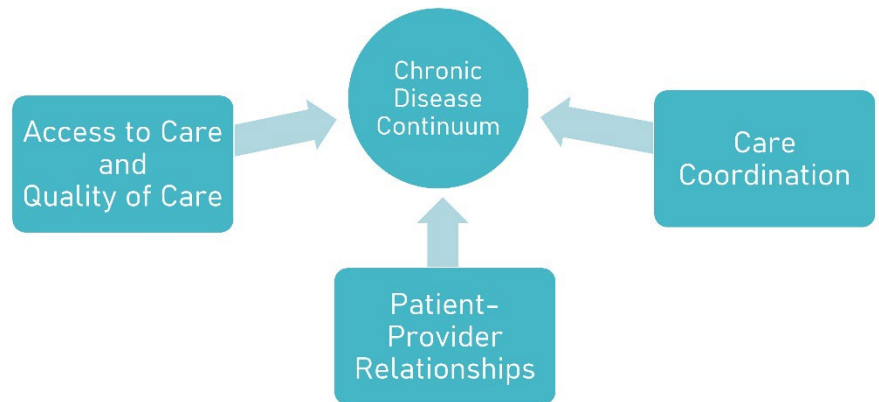 Chronic
Disease
Continuum
Access to Care
and
Quality of Care
Care
Coordination
Patient-
Provider
Relationships